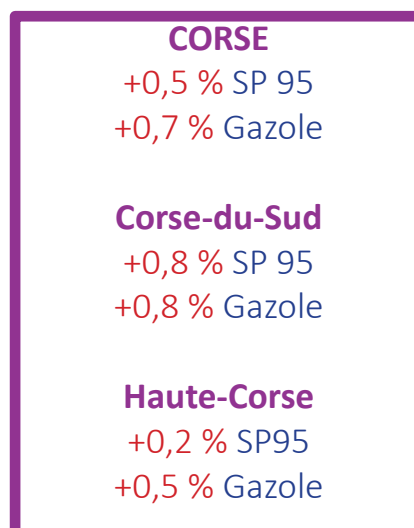 CORSE
+0,5 % SP 95
+0,7 % Gazole
Corse-du-Sud
+0,8 % SP 95
+0,8 % Gazole
Haute-Corse
+0,2 % SP95
+0,5 % Gazole